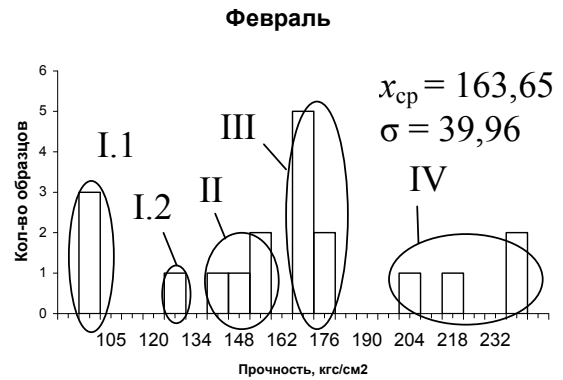 Февраль
6
5
4
3
2
1
0
Кол-во образцов
I.1
I.2
II
III
IV
xср = 163,65
σ = 39,96
105 120 134 148 162 176 190 204 218 232
Прочность, кгс/см2